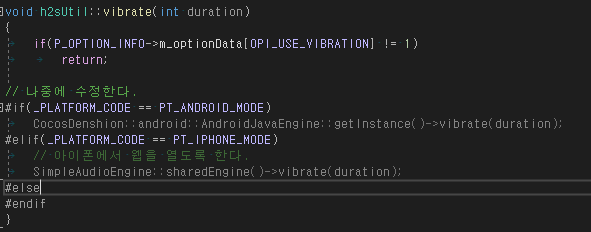 void h2sUtil::vibrate(int duration)
{
if(P_OPTION_INFO->m_optionData[OPI_USE_VIBRATION] != 1)
return;
// 나중에 수정한다.
#if(_PLATFORM_CODE == PT_ANDROID_MODE)
CocosDenshion::android::AndroidJavaEngine::getInstance()->vibrate(duration);
#elif(_PLATFORM_CODE == PT_IPHONE_MODE)
// 아이폰에서 웹을 열도록 한다.
SimpleAudioEngine::sharedEngine()->vibrate(duration);
#else
#endif
}